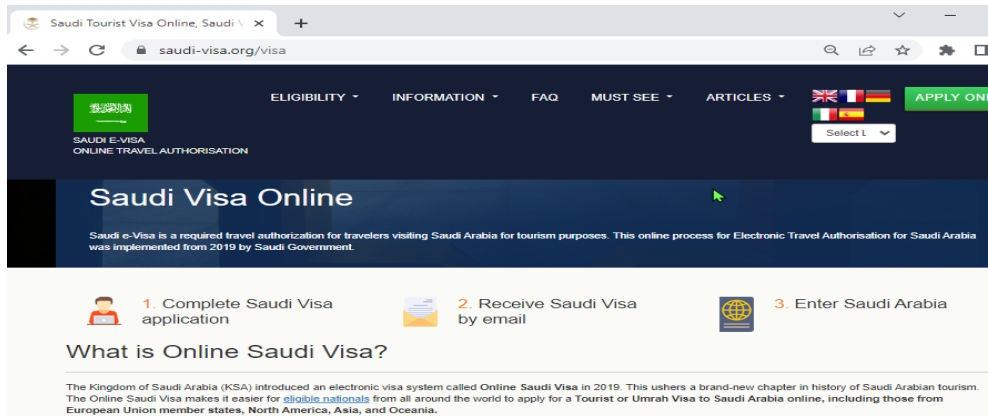 Saudi Tourist Visa Online, Saudi V
saudi-visa.org/visa
ELIGIBILITY INFORMATION FAQ MUST SEE ARTICLES APPLY ONL
Select L
SAUDI E-VISA
ONLINE TRAVEL AUTHORISATION
Saudi Visa Online
Saudi e-Visa is a required travel authorization for travelers visiting Saudi Arabia for tourism purposes. This online process for Electronic Travel Authorisation for Saudi Arabia
was implemented from 2019 by Saudi Government.
1. Complete Saudi Visa
application
2. Receive Saudi Visa
by email
3. Enter Saudi Arabia
What is Online Saudi Visa?
The Kingdom of Saudi Arabia (KSA) introduced an electronic visa system called Online Saudi Visa in 2019. This ushers a brand-new chapter in history of Saudi Arabian tourism.
The Online Saudi Visa makes it easier for eligible nationals from all around the world to apply for a Tourist or Umrah Visa to Saudi Arabia online, including those from
European Union member states, North America, Asia, and Oceania.